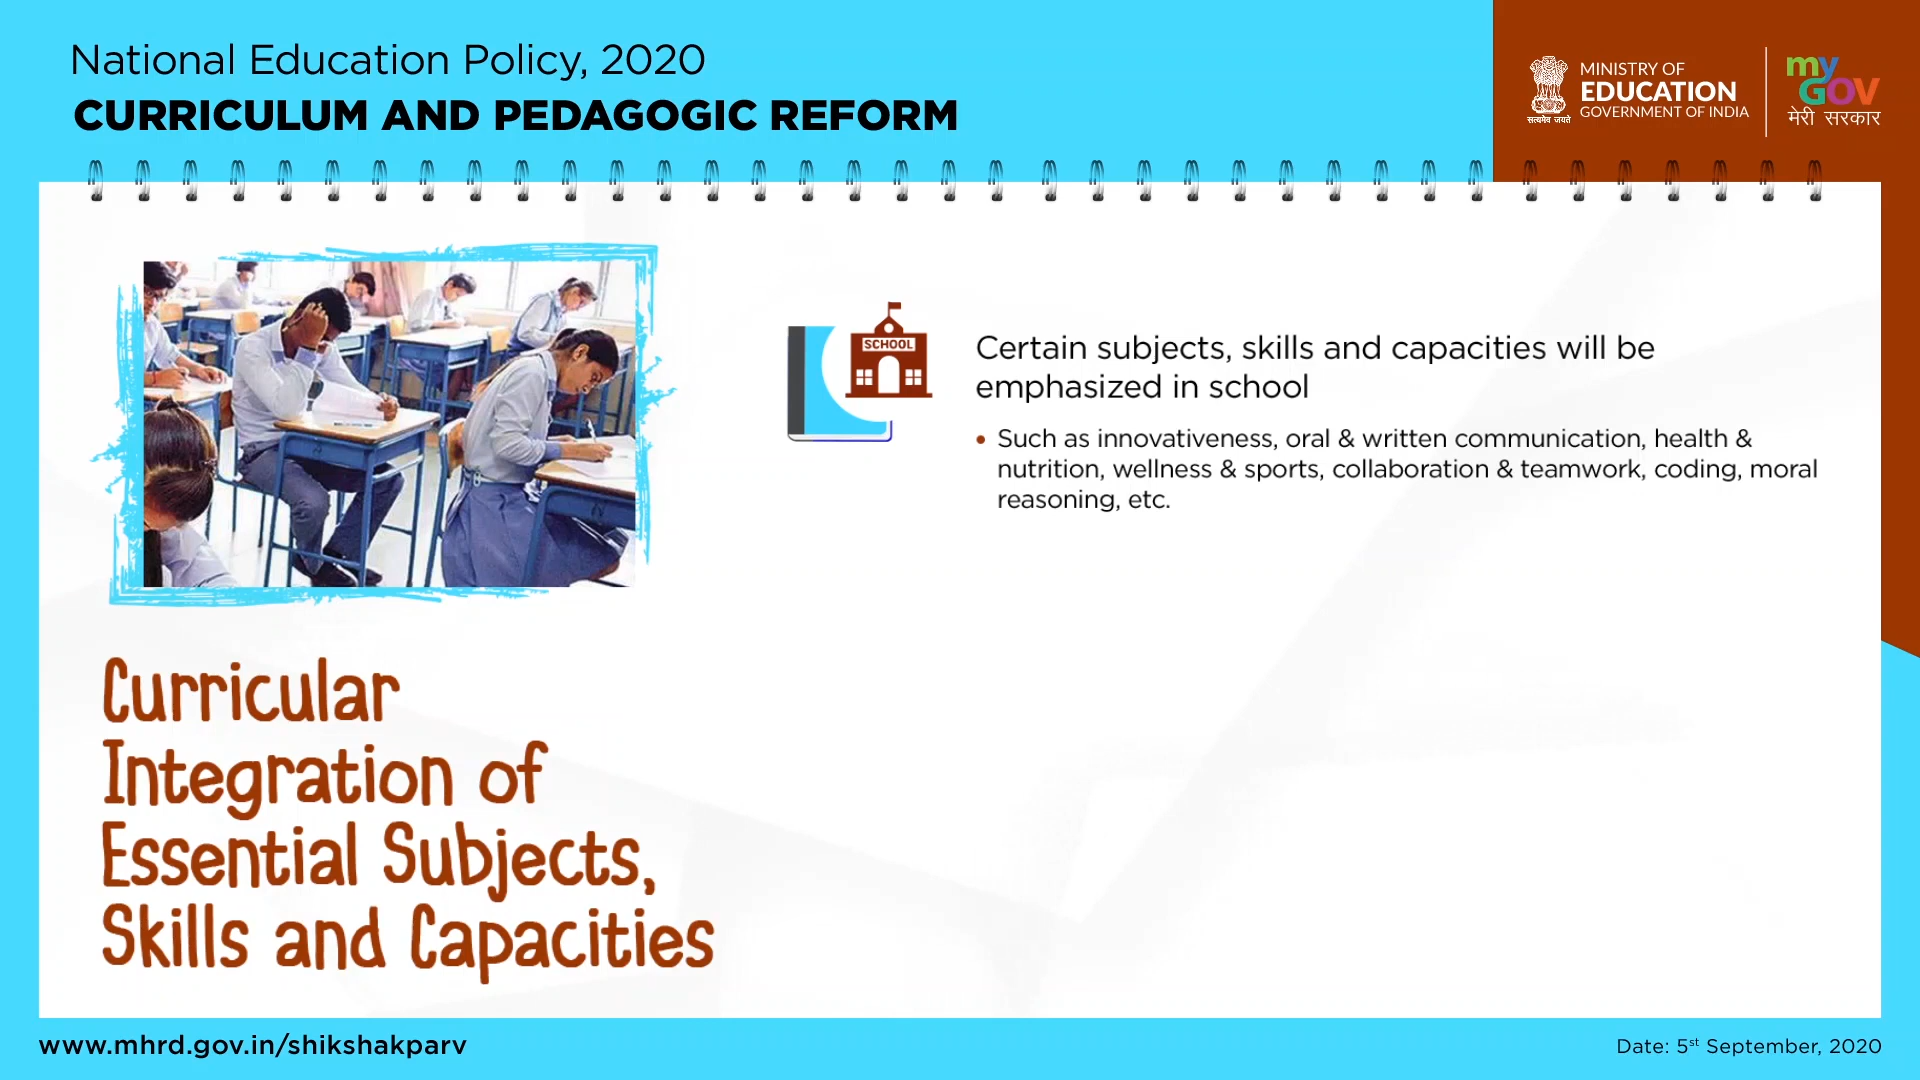 National Education Policy, 2020
CURRICULUM AND PEDAGOGIC REFORM
सत्यमेव जयते
MINISTRY OF
EDUCATION
GOVERNMENT OF INDIA
my
GOV
मेरी सरकार
SCHOOL
Certain subjects, skills and capacities will be
emphasized in school
• Such as innovativeness, oral & written communication, health &
nutrition, wellness & sports, collaboration & teamwork, coding, moral
reasoning, etc.
Curricular
Integration of
Essential Subjects,
Skills and Capacities
www.mhrd.gov.in/shikshakparv
Date: 5st September, 2020